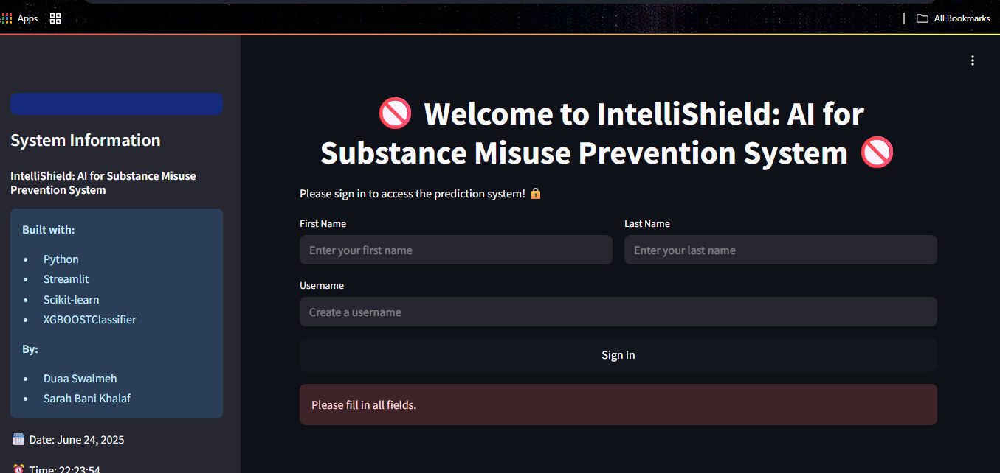 Apps
All Bookmarks
System Information
IntelliShield: AI for Substance Misuse
Prevention System
Built with:
• Python
• Streamlit
• Scikit-learn
• XGBOOSTClassifier
By:
• Duaa Swalmeh
• Sarah Bani Khalaf
📅 Date: June 24, 2025
⏰ Time: 22:23:54
🚫 Welcome to IntelliShield: AI for
Substance Misuse Prevention System 🚫
Please sign in to access the prediction system! 🔒
First Name
Enter your first name
Last Name
Enter your last name
Username
Create a username
Sign In
Please fill in all fields.